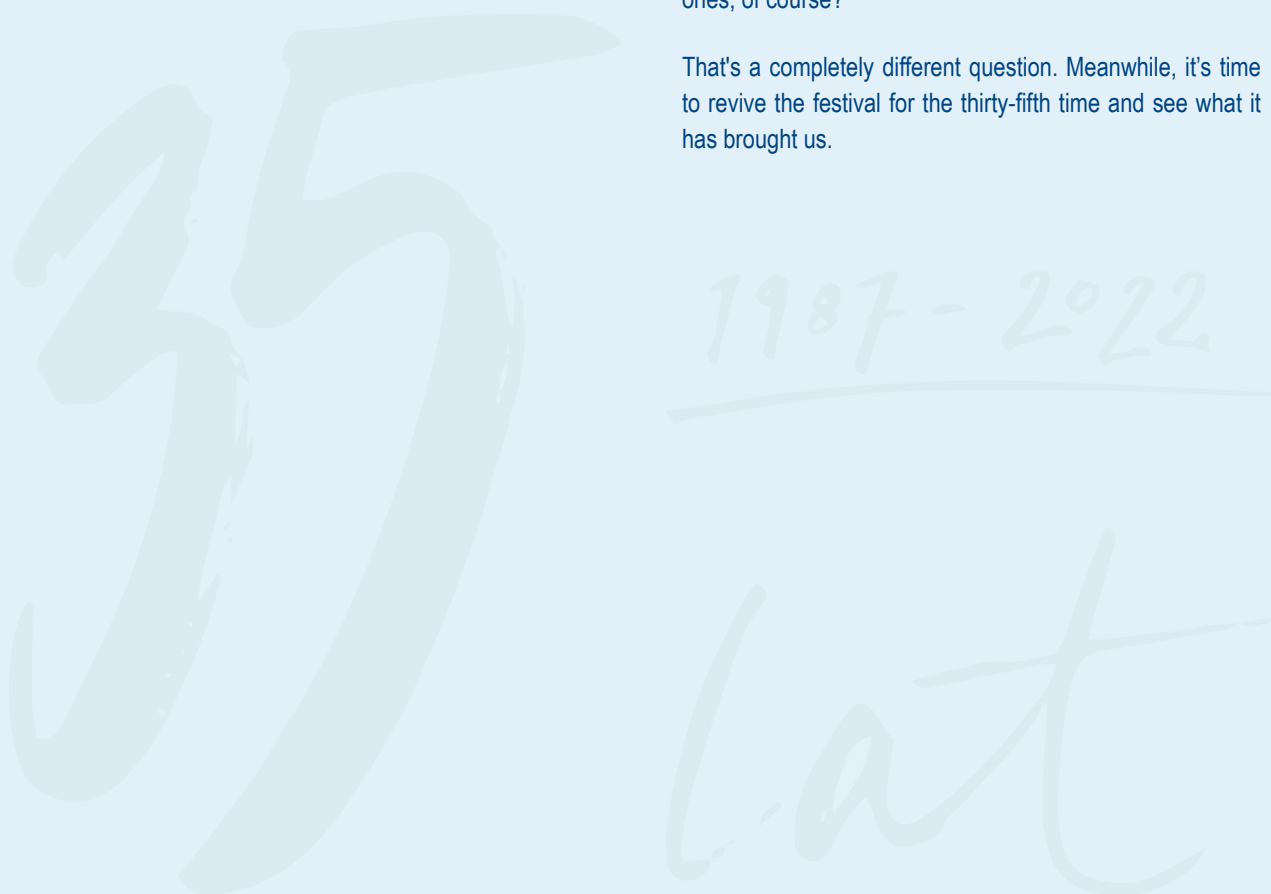 ones, of course?
That's a completely different question. Meanwhile, it’s time
to revive the festival for the thirty-fifth time and see what it
has brought us.
35
1987 - 2022
lat